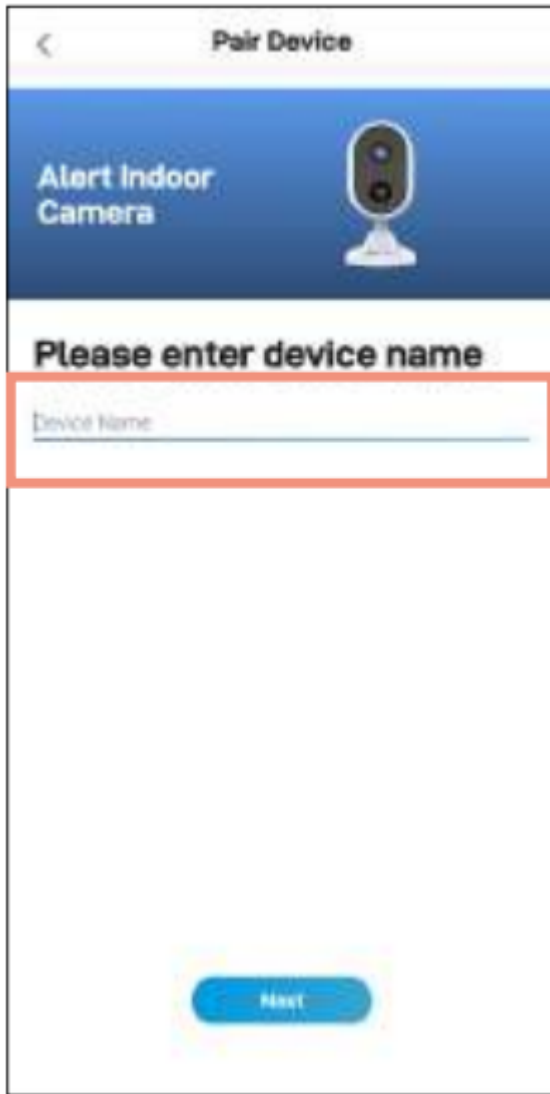 Pair Device
Alert Indoor
Camera
Please enter device name
Device Name
Next